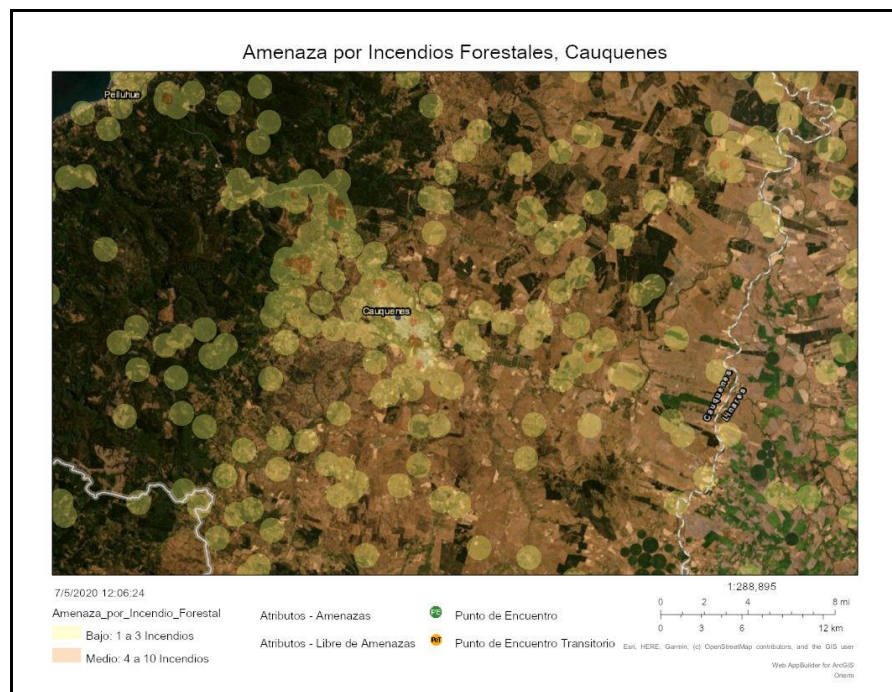 Amenaza por Incendios Forestales, Cauquenes
Pelluhue
Cauquenes
Cauquenes
Linares
7/5/2020 12:06:24
Amenaza_por_Incendio_Forestal
Bajo: 1 a 3 Incendios
Medio: 4 a 10 Incendios
Atributos - Amenazas
Atributos - Libre de Amenazas
PE Punto de Encuentro
PeT Punto de Encuentro Transitorio
1:288,895
0 2 4 8 mi
0 3 6 12 km
Esri, HERE, Garmin, (c) OpenStreetMap contributors, and the GIS user
Web AppBuilder for ArcGIS
Onemi